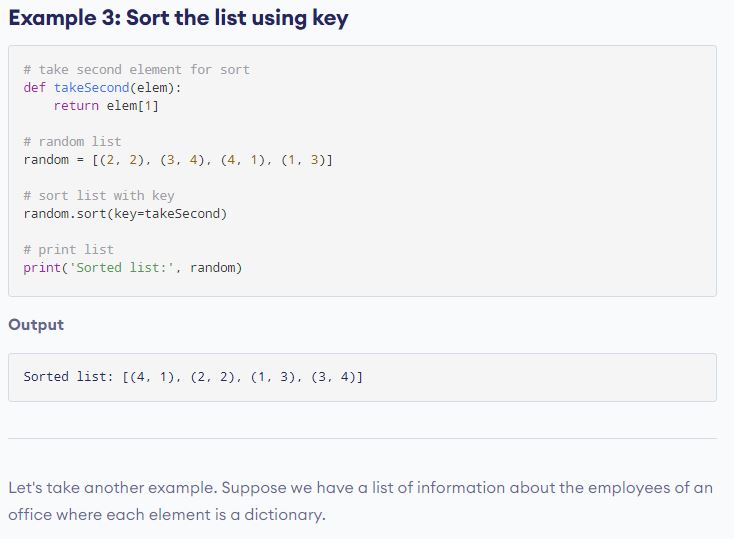 Example 3: Sort the list using key
# take second element for sort
def takeSecond(elem):
    return elem[1]
# random list
random = [(2, 2), (3, 4), (4, 1), (1, 3)]
# sort list with key
random.sort(key=takeSecond)
# print list
print('Sorted list:', random)
Output
Sorted list: [(4, 1), (2, 2), (1, 3), (3, 4)]
Let's take another example. Suppose we have a list of information about the employees of an
office where each element is a dictionary.